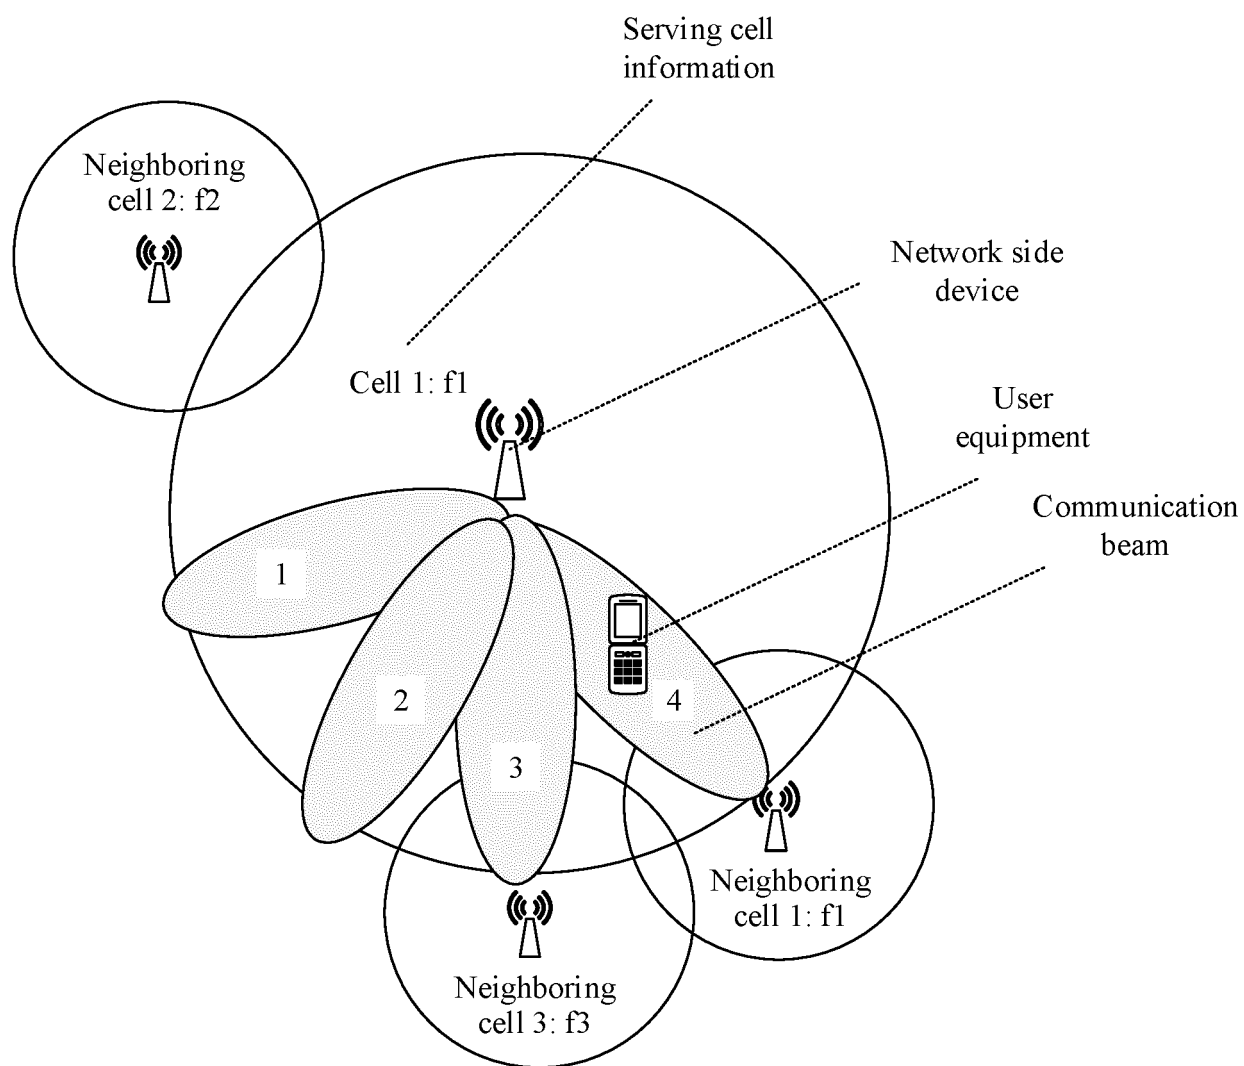 Serving cell
information
Neighboring
cell 2: f2
Network side
device
Cell 1: f1
User
equipment
Communication
beam
1
2
3
4
Neighboring
cell 1: f1
Neighboring
cell 3: f3